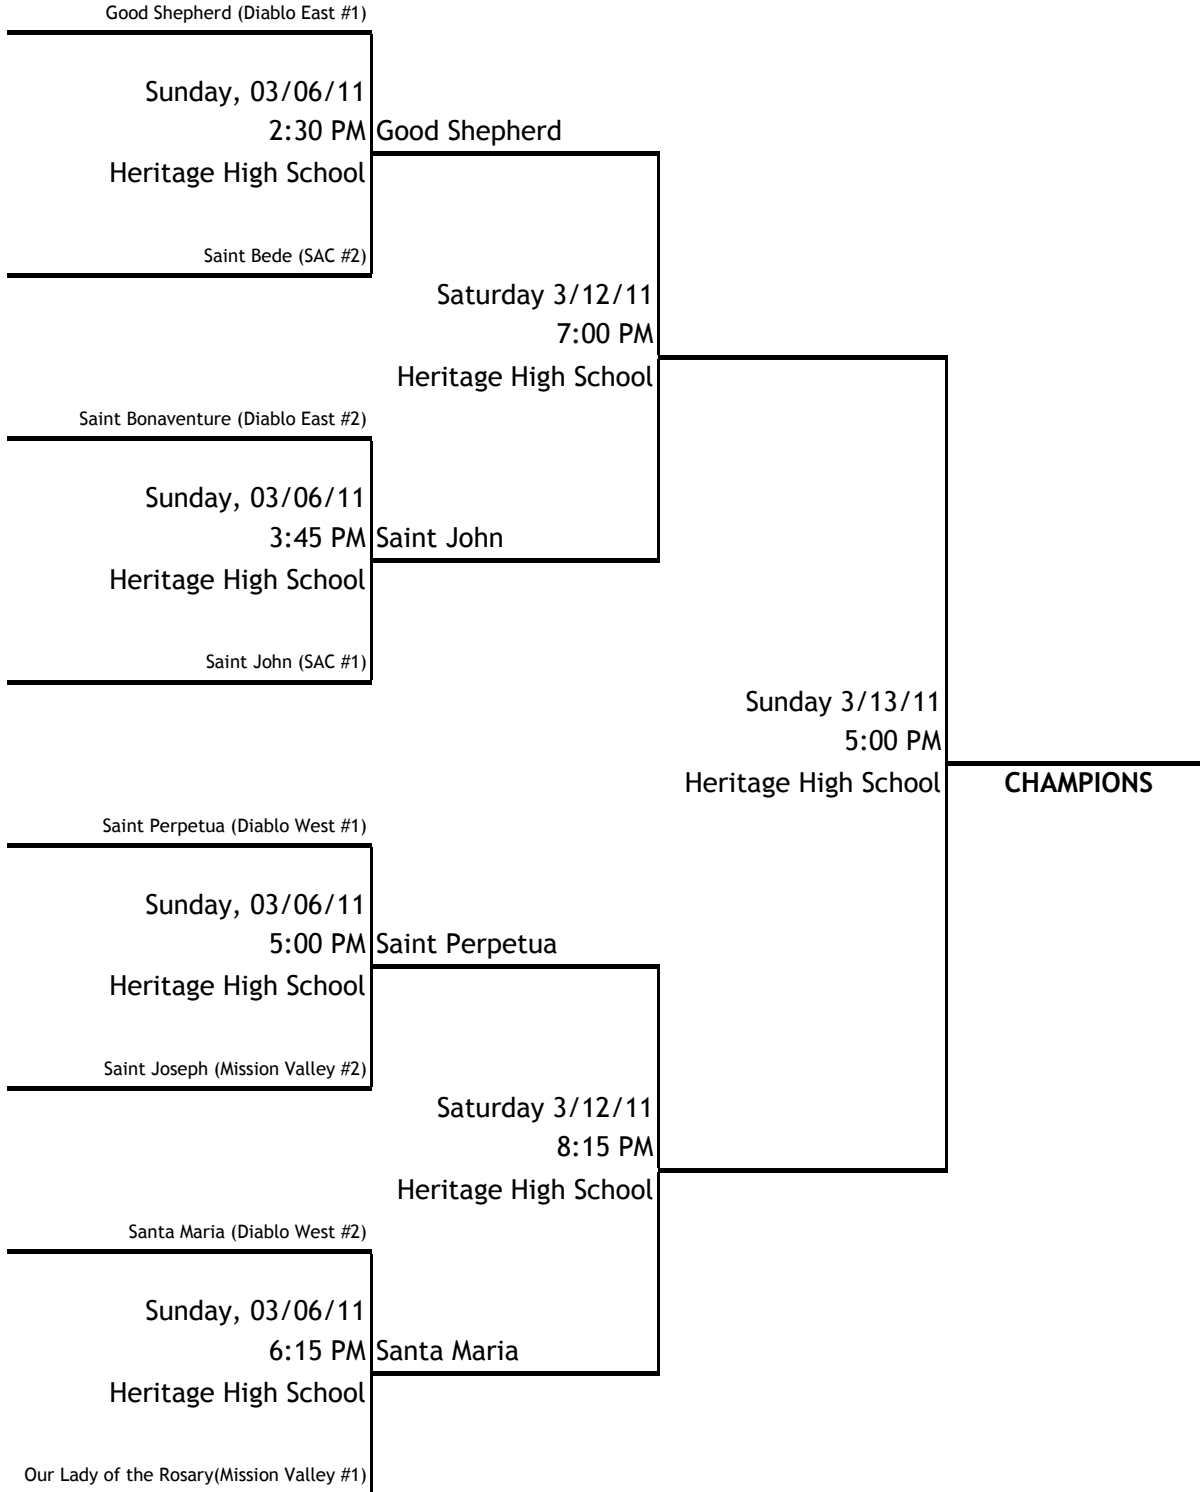 Good Shepherd (Diablo East #1)
Sunday, 03/06/11
2:30 PM
Good Shepherd
Heritage High School
Saint Bede (SAC #2)
Saturday 3/12/11
7:00 PM
Heritage High School
Saint Bonaventure (Diablo East #2)
Sunday, 03/06/11
3:45 PM
Saint John
Heritage High School
Saint John (SAC #1)
Sunday 3/13/11
5:00 PM
Heritage High School
CHAMPIONS
Saint Perpetua (Diablo West #1)
Sunday, 03/06/11
5:00 PM
Saint Perpetua
Heritage High School
Saint Joseph (Mission Valley #2)
Saturday 3/12/11
8:15 PM
Heritage High School
Santa Maria (Diablo West #2)
Sunday, 03/06/11
6:15 PM
Santa Maria
Heritage High School
Our Lady of the Rosary(Mission Valley #1)